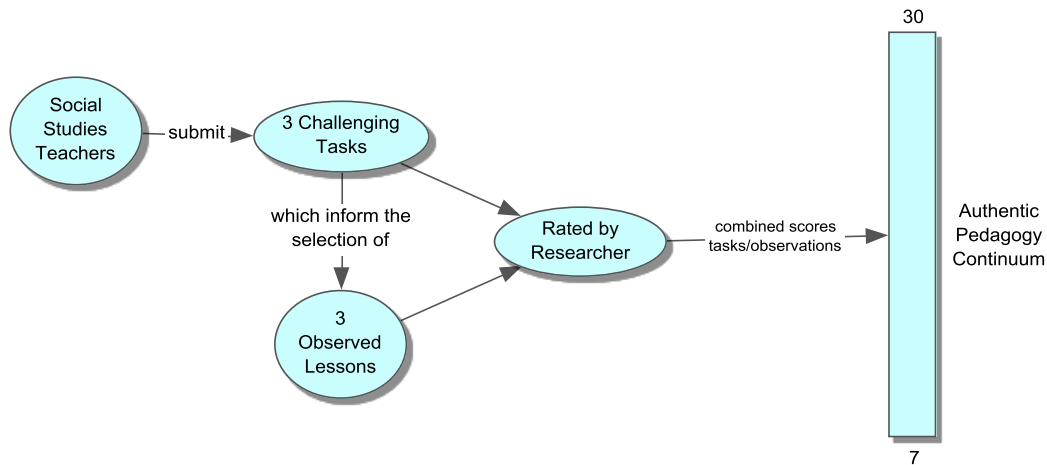 30
Social
Studies
Teachers
submit
3 Challenging
Tasks
which inform the
selection of
3
Observed
Lessons
Rated by
Researcher
combined scores
tasks/observations
Authentic
Pedagogy
Continuum
7